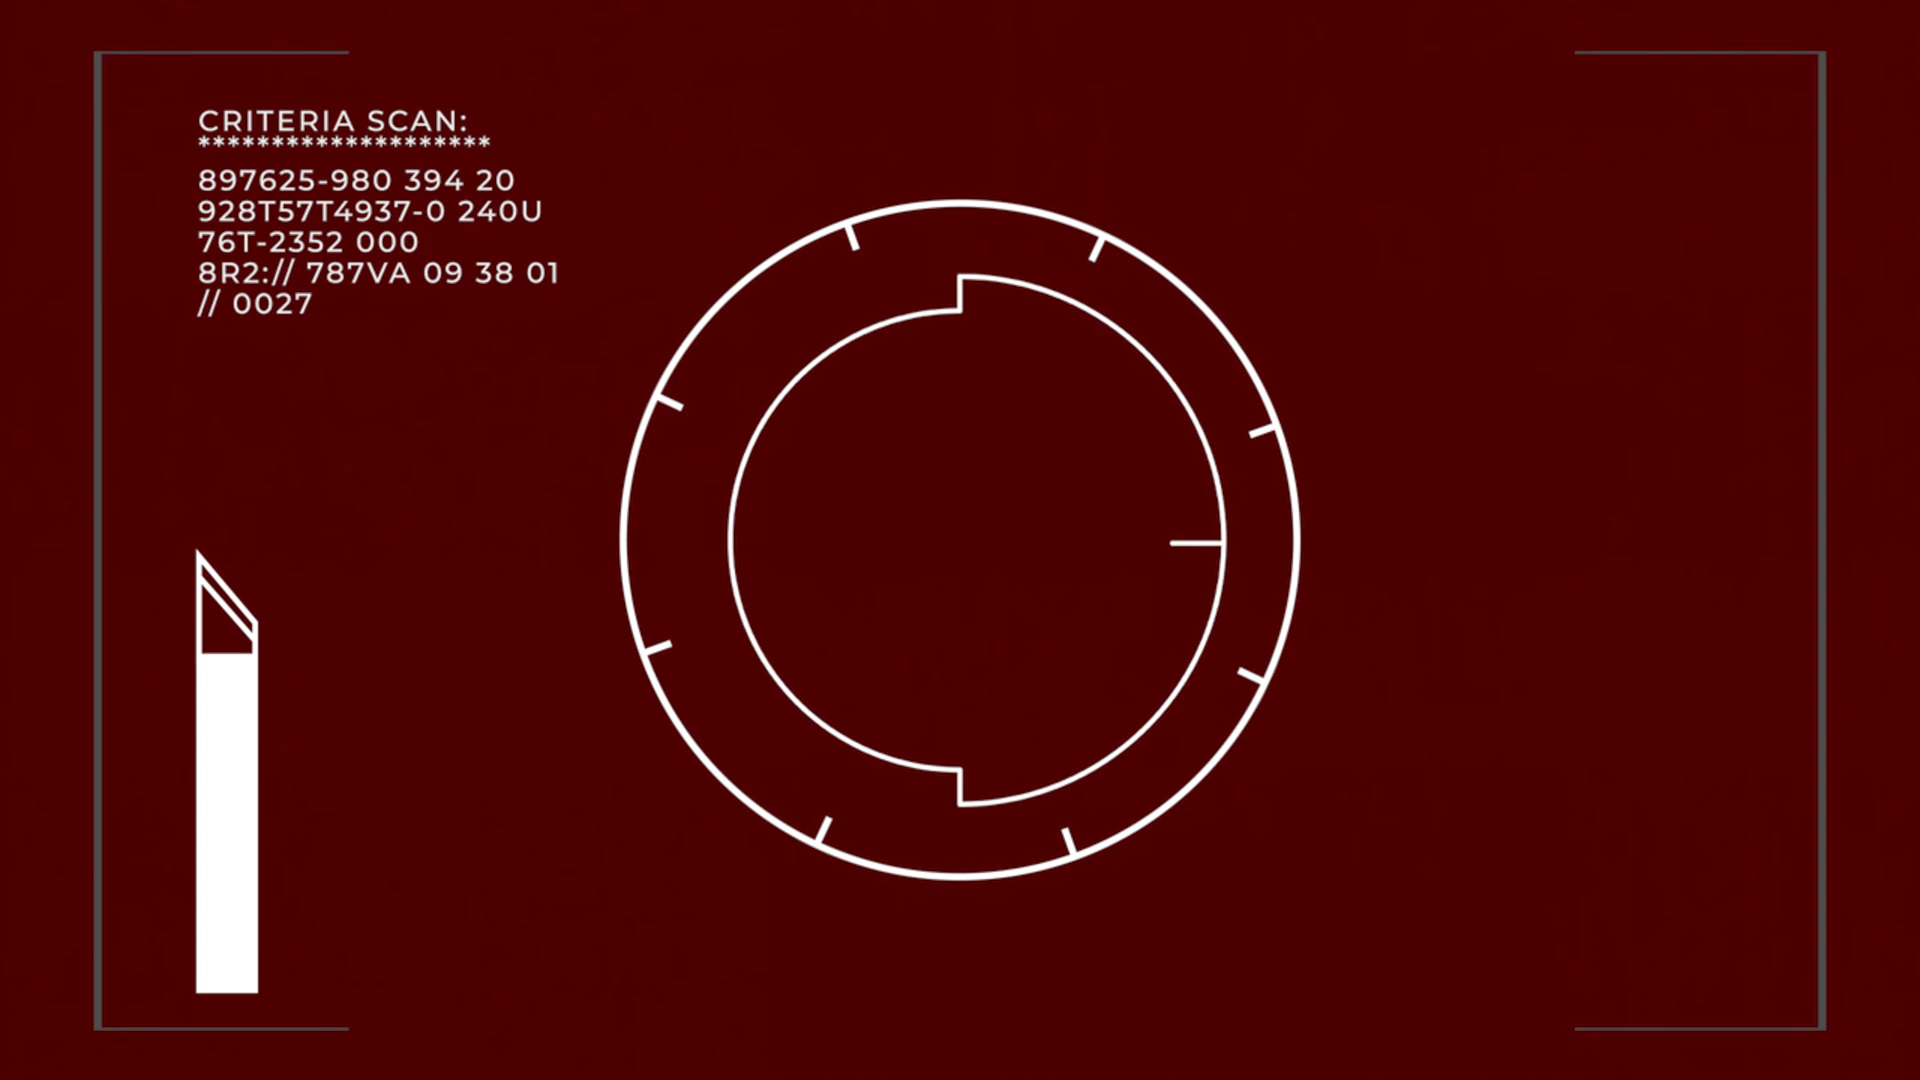 CRITERIA SCAN:
********************
897625-980 394 20
928T57T4937-0 240U
76T-2352 000
8R2:// 787VA 09 38 01
// 0027